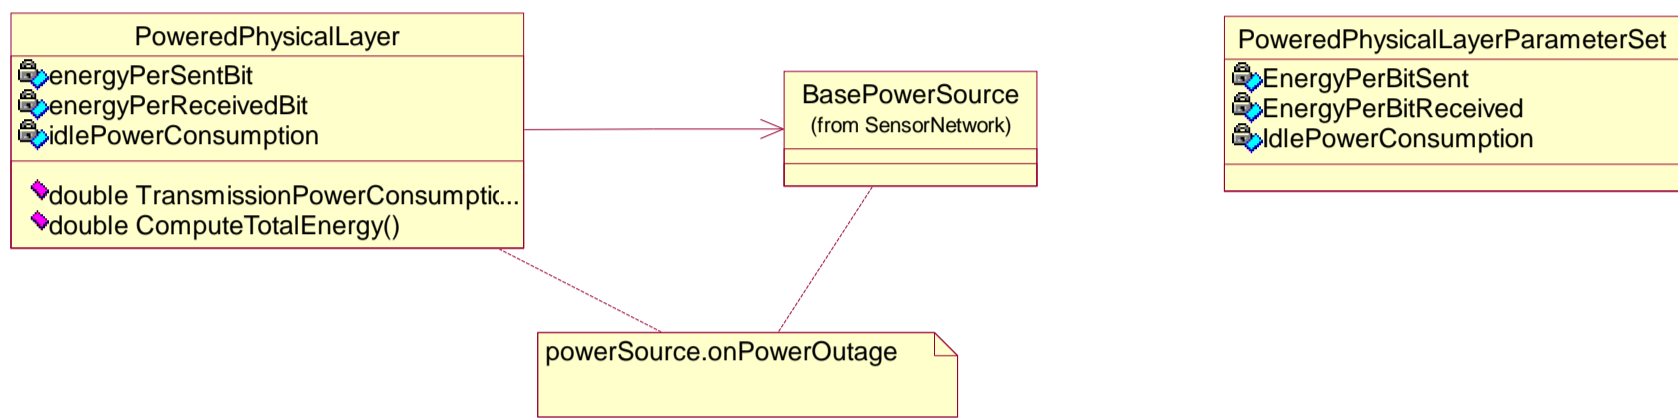 PoweredPhysicalLayer
energyPerSentBit
energyPerReceivedBit
idlePowerConsumption
double TransmissionPowerConsumptic...
double ComputeTotalEnergy()
BasePowerSource
(from SensorNetwork)
powerSource.onPowerOutage
PoweredPhysicalLayerParameterSet
EnergyPerBitSent
EnergyPerBitReceived
IdlePowerConsumption